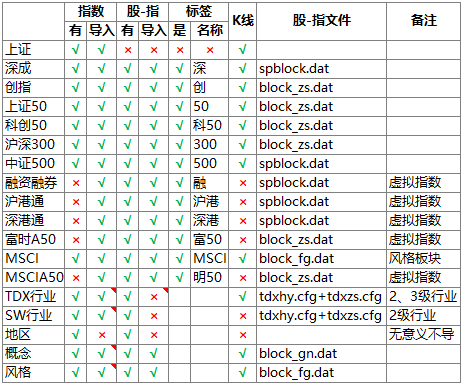 指数 股-指 标签 K线 股-指文件 备注
有 导入 有 导入 是 名称
上证 √ √ × × × × √
深成 √ √ √ √ √ 深 √ spblock.dat
创指 √ √ √ √ √ 创 √ block_zs.dat
上证50 √ √ √ √ √ 50 √ block_zs.dat
科创50 √ √ √ √ √ 科50 √ block_zs.dat
沪深300 √ √ √ √ √ 300 √ block_zs.dat
中证500 √ √ √ √ √ 500 √ block_zs.dat
融资融券 × √ √ √ √ 融 × spblock.dat 虚拟指数
沪港通 × √ √ √ √ 沪港 × spblock.dat 虚拟指数
深港通 × √ √ √ √ 深港 × spblock.dat 虚拟指数
富时A50 × √ √ √ √ 富50 × block_zs.dat 虚拟指数
MSCI √ √ √ √ √ MSCI √ block_fg.dat 风格板块
MSCIA50 × √ √ √ √ 明50 × block_zs.dat 虚拟指数
TDX行业 √ √ √ × √ tdxhy.cfg+tdxzs.cfg 2、3级行业
SW行业 √ √ √ × × tdxhy.cfg+tdxzs.cfg 2级行业
地区 √ × √ × × 无意义不导
概念 √ √ √ √ √ block_gn.dat
风格 √ √ √ √ √ block_fg.dat